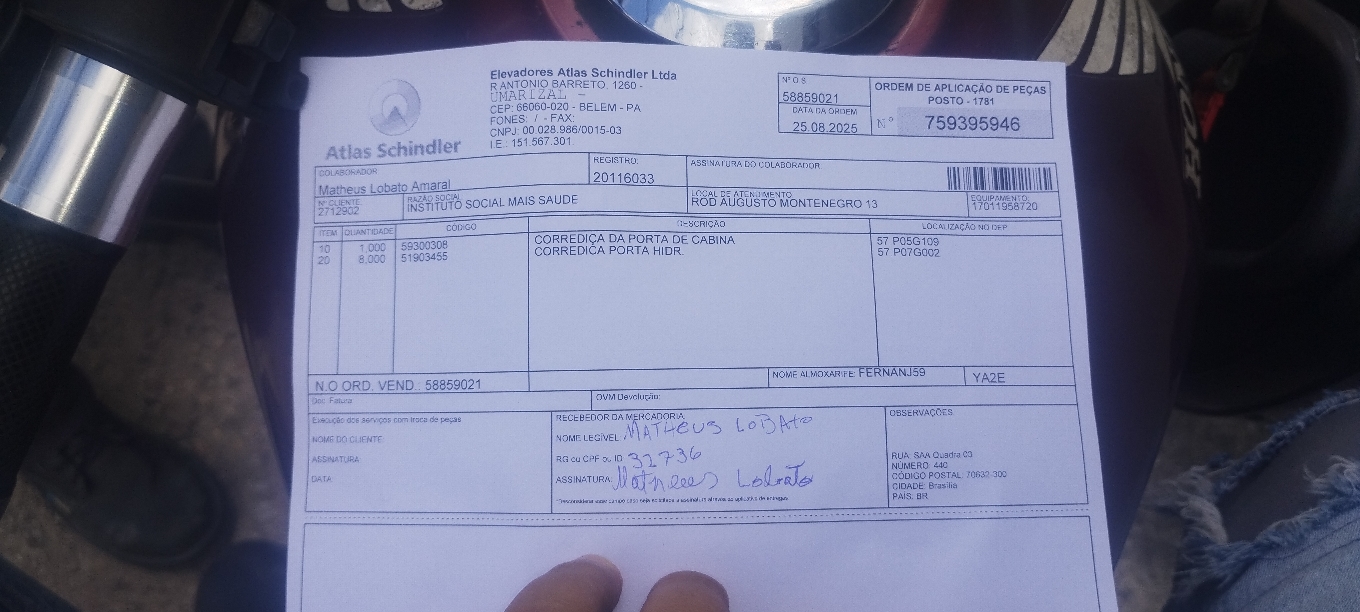 Elevadores Atlas Schindler Ltda
R ANTONIO BARRETO, 1260 -
UMARIZAL -
CEP: 66060-020 - BELEM - PA
FONES: / - FAX:
CNPJ: 00.028.986/0015-03
I.E.: 151.567.301.
Atlas Schindler
Nº O.S.
58859021
DATA DA ORDEM
25.08.2025
ORDEM DE APLICAÇÃO DE PEÇAS
POSTO - 1781
Nº 759395946
COLABORADOR
Matheus Lobato Amaral
REGISTRO:
20116033
ASSINATURA DO COLABORADOR:
Nº CLIENTE:
2712902
RAZÃO SOCIAL
INSTITUTO SOCIAL MAIS SAUDE
LOCAL DE ATENDIMENTO
ROD AUGUSTO MONTENEGRO 13
EQUIPAMENTO:
17011958720
ITEM QUANTIDADE CÓDIGO DESCRIÇÃO LOCALIZAÇÃO NO DEP.
10 1,000 59300308 CORREDIÇA DA PORTA DE CABINA 57 P05G109
20 8,000 51903455 CORREDICA PORTA HIDR. 57 P07G002
N.O ORD. VEND.: 58859021
NOME ALMOXARIFE: FERNANJ59
YA2E
Doc. Fatura:
OVM Devolução:
Execução dos serviços com troca de peças
NOME DO CLIENTE:
ASSINATURA:
DATA:
RECEBEDOR DA MERCADORIA
NOME LEGÍVEL MATHEUS LOBATO
RG ou CPF ou ID 32736
ASSINATURA: Matheus Lobato
OBSERVAÇÕES
RUA: SAA Quadra 03
NÚMERO: 440
CÓDIGO POSTAL: 70632-300
CIDADE: Brasília
PAÍS: BR